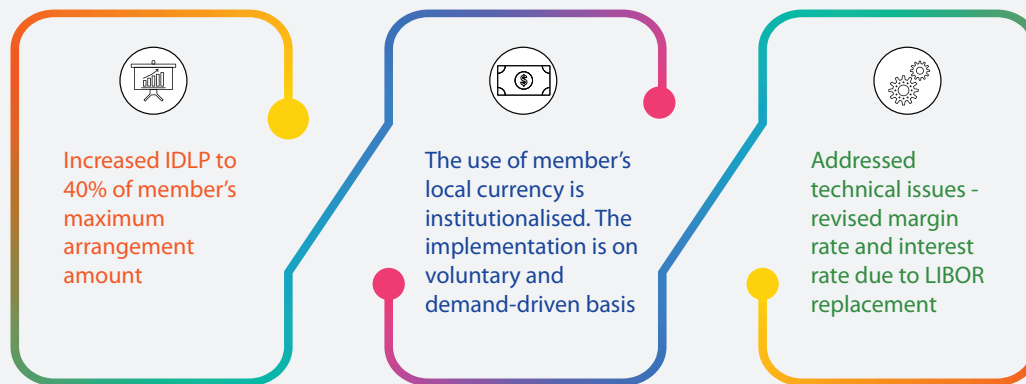 Increased IDLP to
40% of member's
maximum
arrangement
amount
$
The use of member's
local currency is
institutionalised. The
implementation is on
voluntary and
demand-driven basis
Addressed
technical issues -
revised margin
rate and interest
rate due to LIBOR
replacement